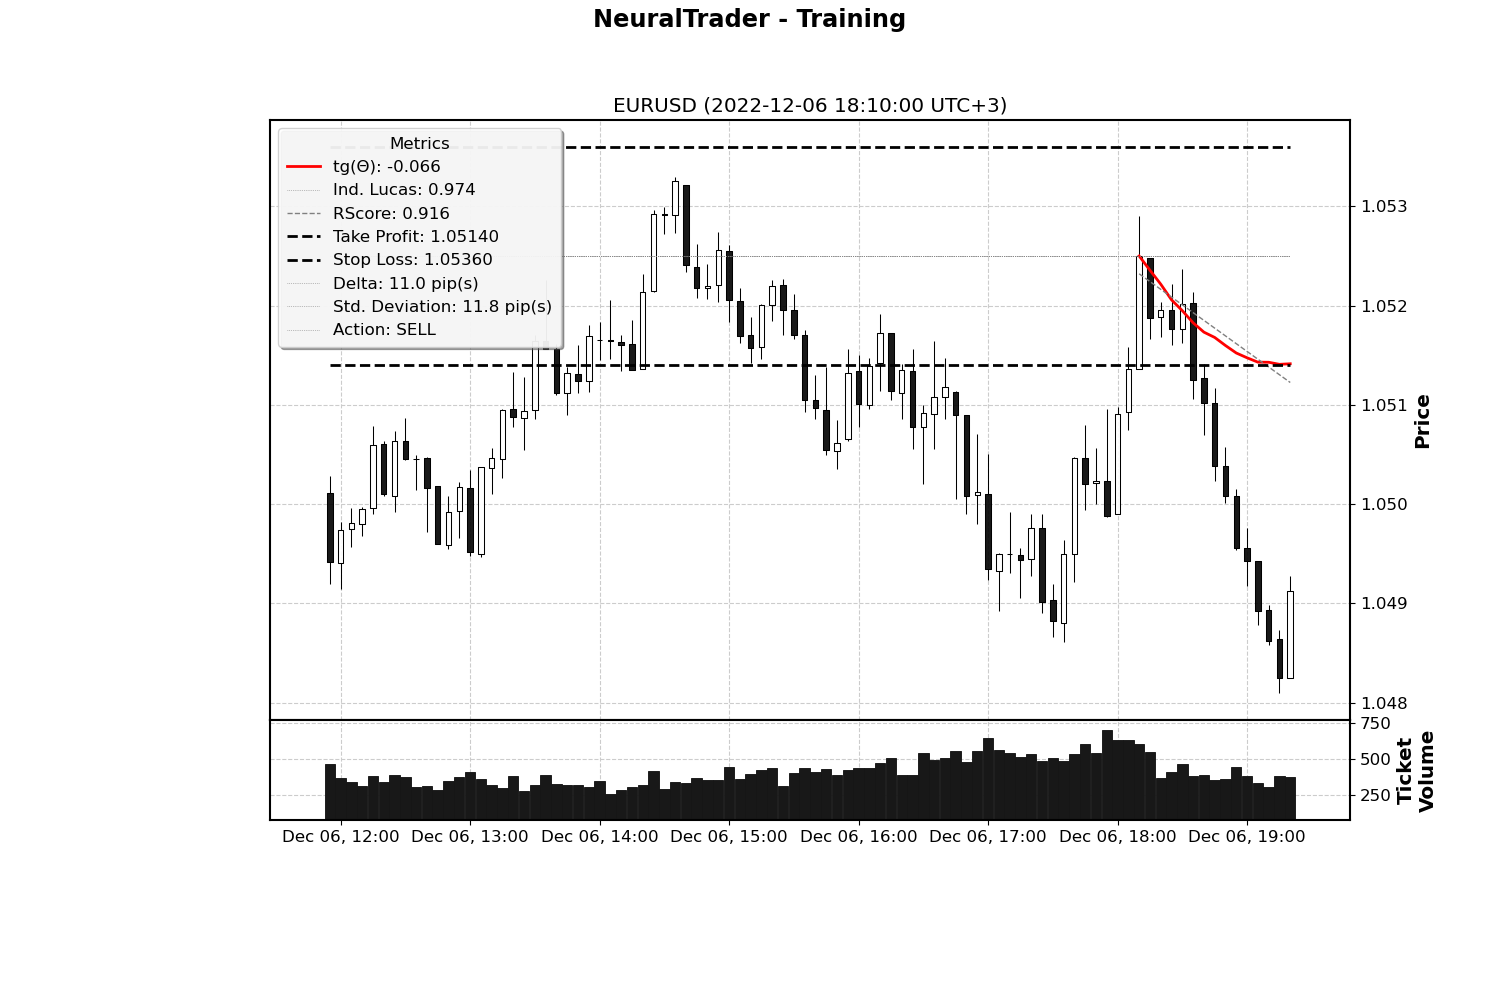 NeuralTrader - Training
EURUSD (2022-12-06 18:10:00 UTC+3)
Metrics
tg(Θ): -0.066
Ind. Lucas: 0.974
RScore: 0.916
Take Profit: 1.05140
Stop Loss: 1.05360
Delta: 11.0 pip(s)
Std. Deviation: 11.8 pip(s)
Action: SELL
1.053
1.052
1.051
1.050
1.049
1.048
Price
750
500
250
Ticket
Volume
Dec 06, 12:00 Dec 06, 13:00 Dec 06, 14:00 Dec 06, 15:00 Dec 06, 16:00 Dec 06, 17:00 Dec 06, 18:00 Dec 06, 19:00